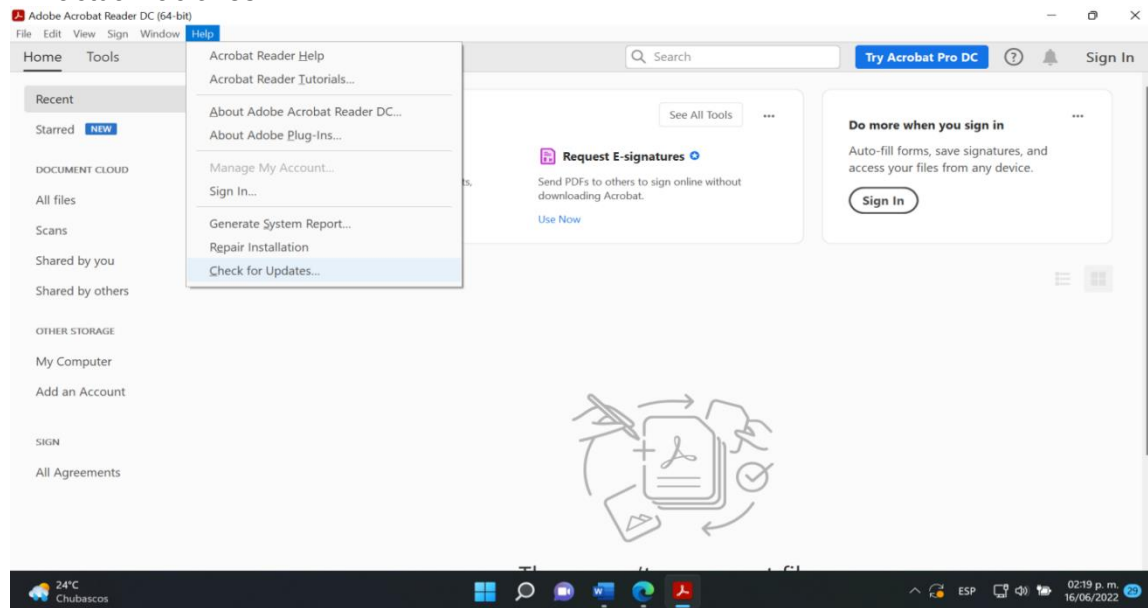 Adobe Acrobat Reader DC (64-bit)
File Edit View Sign Window Help
Home Tools
Search
Try Acrobat Pro DC
Sign In
Acrobat Reader Help
Acrobat Reader Tutorials...
About Adobe Acrobat Reader DC...
About Adobe Plug-Ins...
Manage My Account...
Sign In...
Generate System Report...
Repair Installation
Check for Updates...
Recent
Starred NEW
DOCUMENT CLOUD
All files
Scans
Shared by you
Shared by others
OTHER STORAGE
My Computer
Add an Account
SIGN
All Agreements
See All Tools
Request E-signatures
Send PDFs to others to sign online without
downloading Acrobat.
Use Now
Do more when you sign in
Auto-fill forms, save signatures, and
access your files from any device.
Sign In
24°C
Chubascos
ESP
02:19 p. m.
16/06/2022
29